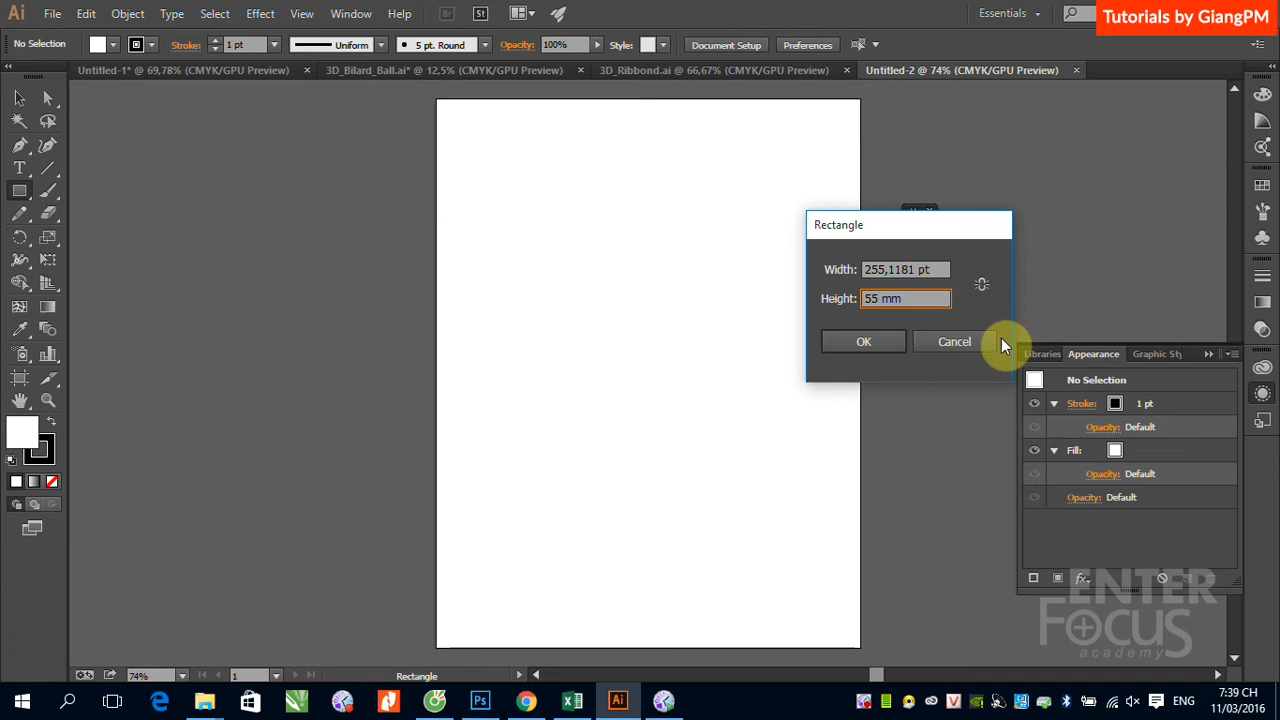 Ai File Edit Object Type Select Effect View Window Help Br St Essentials
Tutorials by GiangPM
No Selection Stroke: 1 pt Uniform 5 pt. Round Opacity: 100% Style: Document Setup Preferences
Untitled-1* @ 69,78% (CMYK/GPU Preview) × 3D_Bilard_Ball.ai* @ 12,5% (CMYK/GPU Preview) × 3D_Ribbond.ai @ 66,67% (CMYK/GPU Preview) × Untitled-2 @ 74% (CMYK/GPU Preview) ×
Rectangle
Width: 255,1181 pt
Height: 55 mm
OK Cancel
Libraries Appearance Graphic Sty
No Selection
Stroke: 1 pt
Opacity: Default
Fill:
Opacity: Default
Opacity: Default
fx
ENTER
FOCUS
academy
74% 1 Rectangle
Ps Ai ENG 7:39 CH
11/03/2016